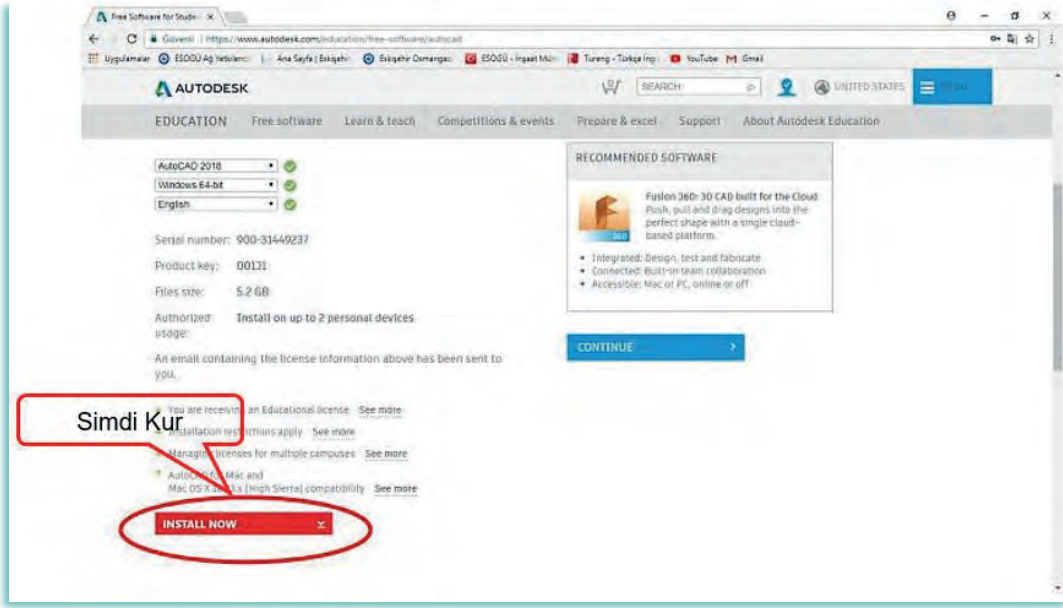 Free Software for Studer
Güvenli | https://www.autodesk.com/education/free-software/autocad
Uygulamalar ESOGÜ Ağ Yöneti Ana Sayfa | Eskişehir Eskişehir Osmangazi ESOGÜ - İnşaat Müh Tureng - Türkçe İng YouTube Gmail
AUTODESK SEARCH UNITED STATES MENU
EDUCATION Free software Learn & teach Competitions & events Prepare & excel Support About Autodesk Education
AutoCAD 2018
Windows 64-bit
English
Serial number: 900-31449237
Product key: 001J1
Files size: 5.2 GB
Authorized usage: Install on up to 2 personal devices
An email containing the license information above has been sent to
you.
You are receiving an Educational license See more
Installation restrictions apply See more
Managing licenses for multiple campuses See more
AutoCAD for Mac and
Mac OS X (High Sierra) compatibility See more
Simdi Kur
INSTALL NOW
RECOMMENDED SOFTWARE
360
Fusion 360: 3D CAD built for the Cloud
Push, pull and drag designs into the
perfect shape with a single cloud-
based platform.
Integrated: Design, test and fabricate
Connected: Built-in team collaboration
Accessible: Mac or PC, online or off
CONTINUE